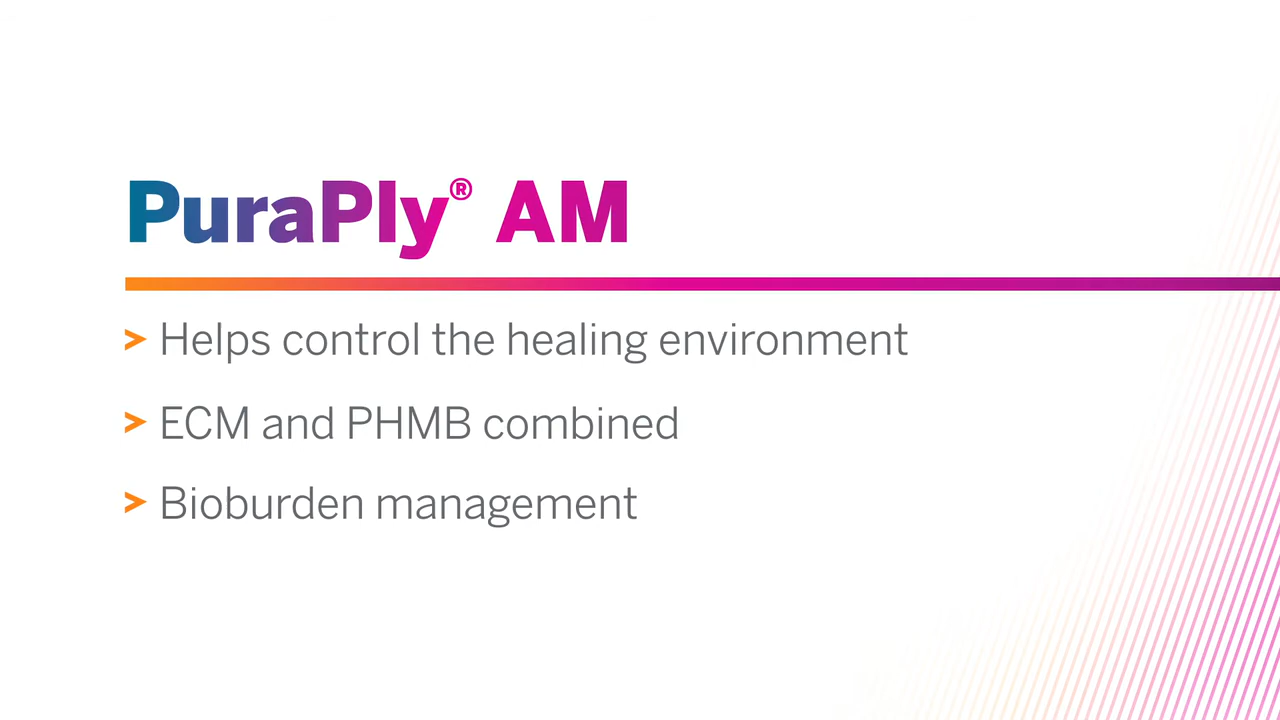 PuraPly® AM
> Helps control the healing environment
> ECM and PHMB combined
> Bioburden management